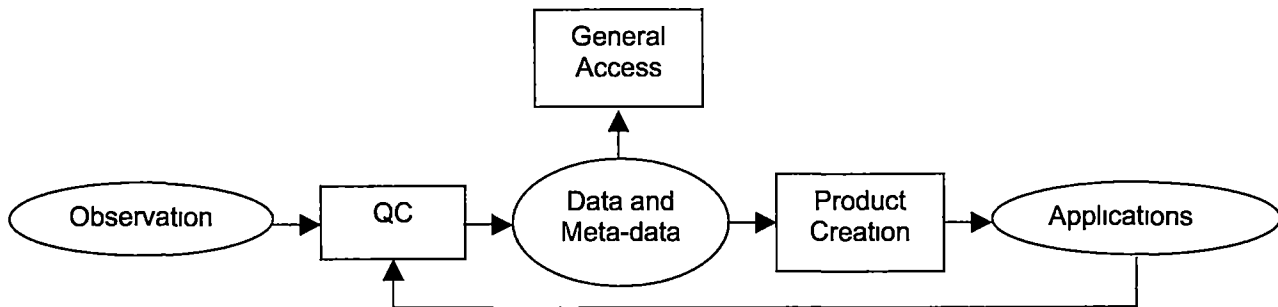 General
Access
Observation
QC
Data and
Meta-data
Product
Creation
Applications